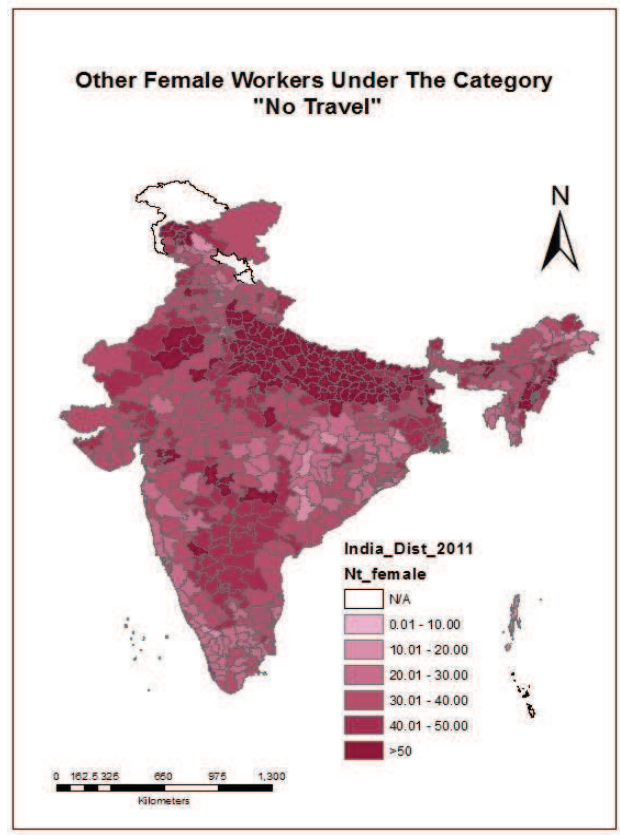 Other Female Workers Under The Category
"No Travel"
N
India_Dist_2011
Nt_female
N/A
0.01 - 10.00
10.01 - 20.00
20.01 - 30.00
30.01 - 40.00
40.01 - 50.00
>50
0 162.5 325 650 975 1,300
Kilometers